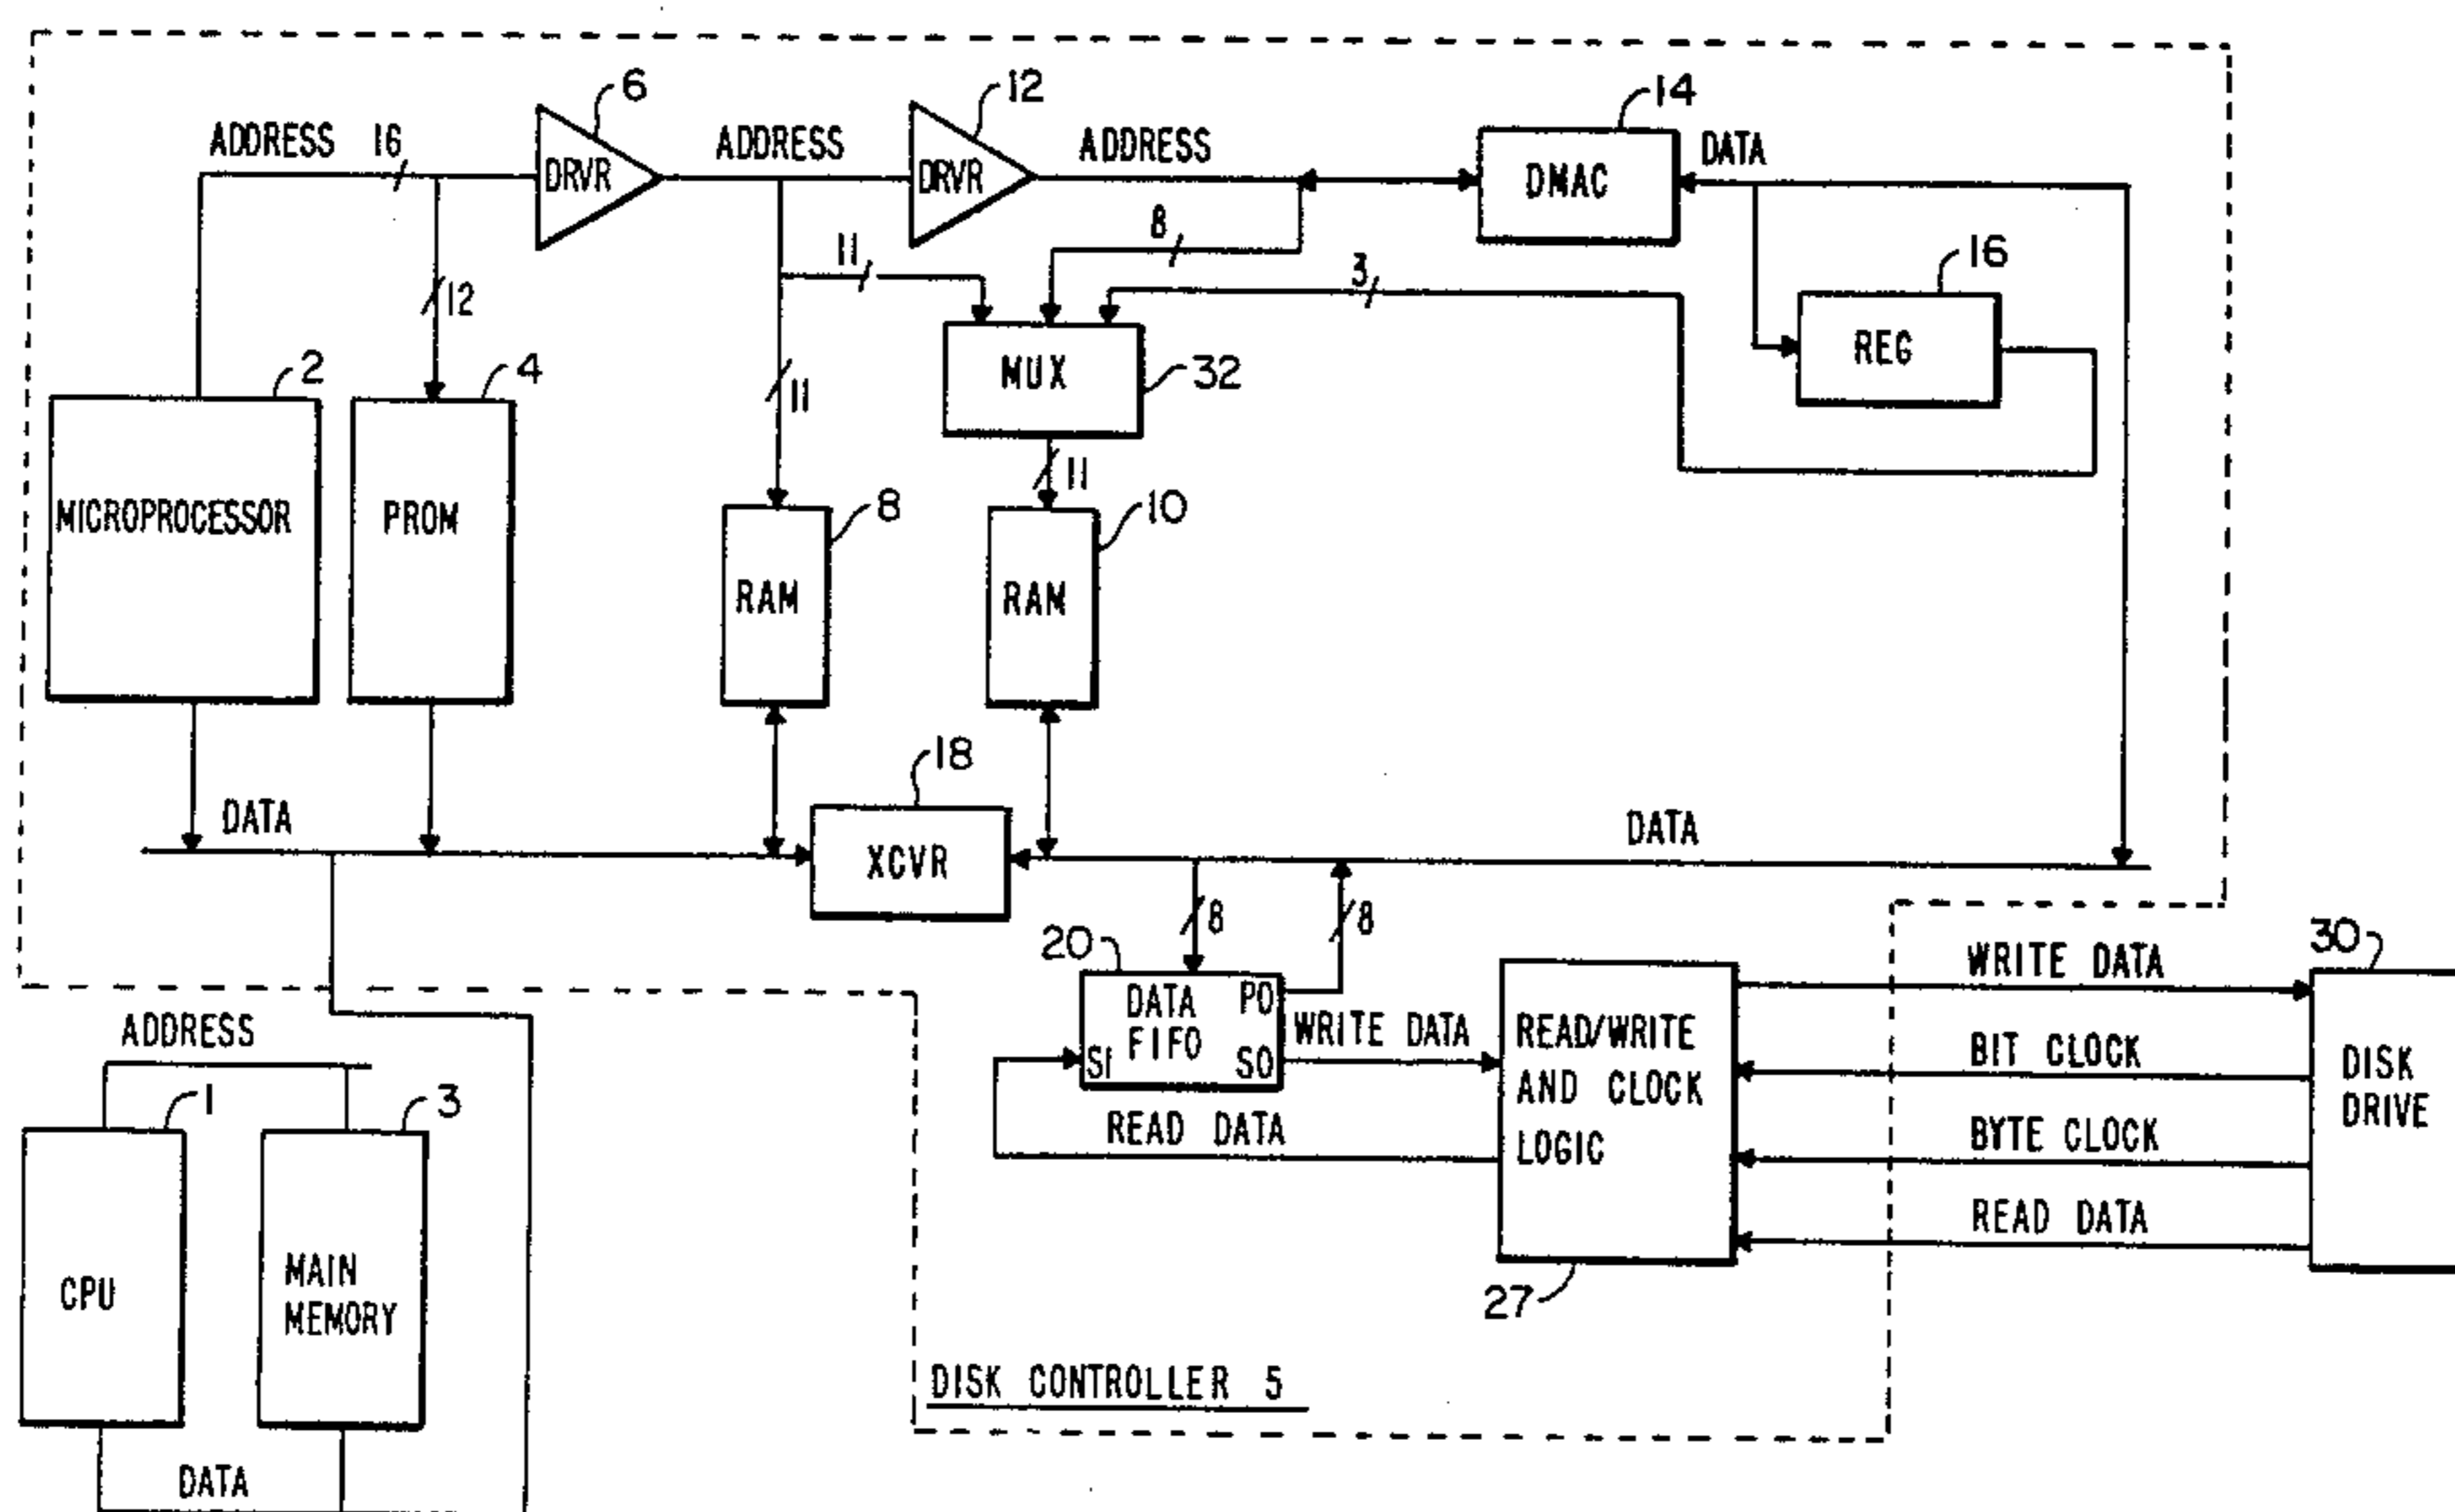 6
12
14
ADDRESS 16
DRVR
ADDRESS
DRVR
ADDRESS
DMAC
DATA
8
11
3
16
12
2
4
11
MUX
32
REG
11
MICROPROCESSOR
PROM
8
RAM
10
RAM
18
DATA
XCVR
DATA
8
8
20
DATA
FIFO
PO
SI
SO
WRITE DATA
READ DATA
READ/WRITE
AND CLOCK
LOGIC
27
WRITE DATA
BIT CLOCK
BYTE CLOCK
READ DATA
30
DISK
DRIVE
ADDRESS
1
3
CPU
MAIN
MEMORY
DATA
DISK CONTROLLER 5